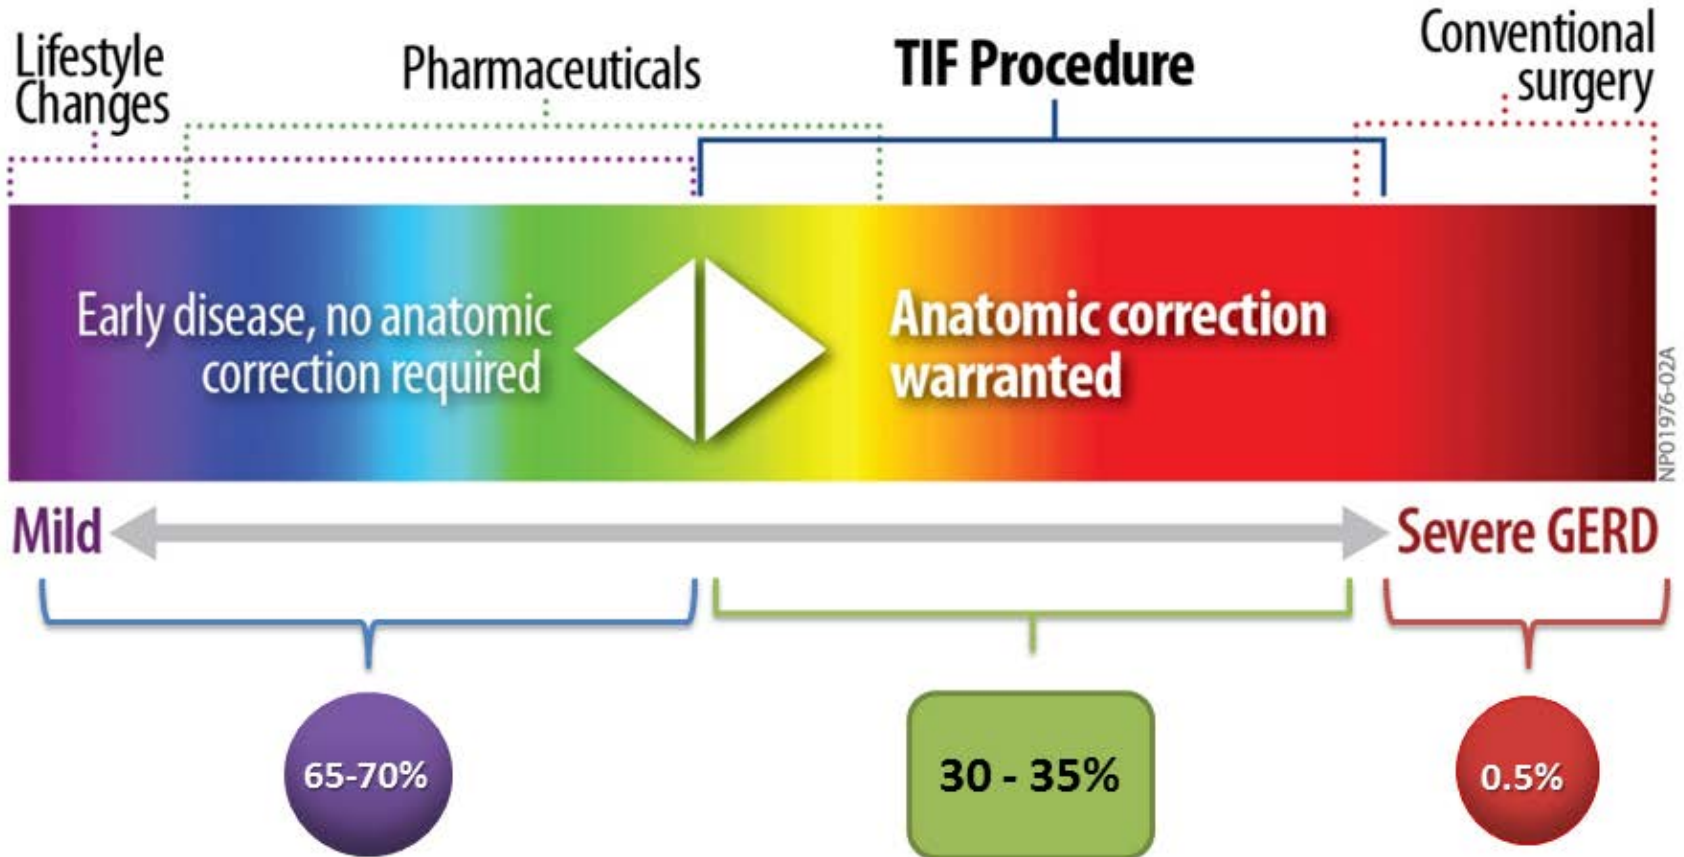 Lifestyle
Changes
Pharmaceuticals
TIF Procedure
Conventional
surgery
Early disease, no anatomic
correction required
Anatomic correction
warranted
NP01976-02A
Mild
Severe GERD
65-70%
30 - 35%
0.5%